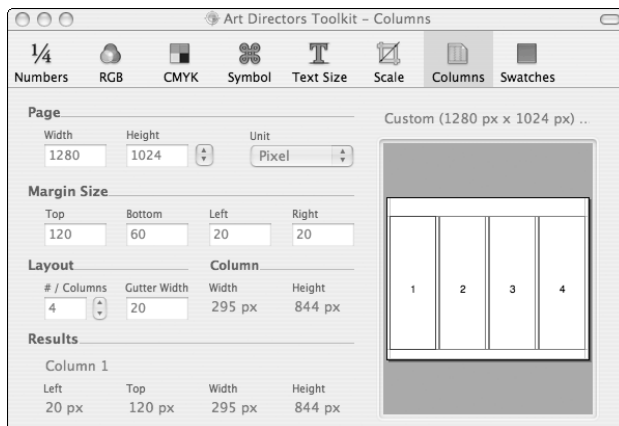 Art Directors Toolkit – Columns
¼
Numbers RGB CMYK Symbol Text Size Scale Columns Swatches
Page
Width Height Unit
1280 1024 Pixel
Custom (1280 px x 1024 px) ...
Margin Size
Top Bottom Left Right
120 60 20 20
Layout Column
# / Columns Gutter Width Width Height
4 20 295 px 844 px
Results
Column 1
Left Top Width Height
20 px 120 px 295 px 844 px
1 2 3 4